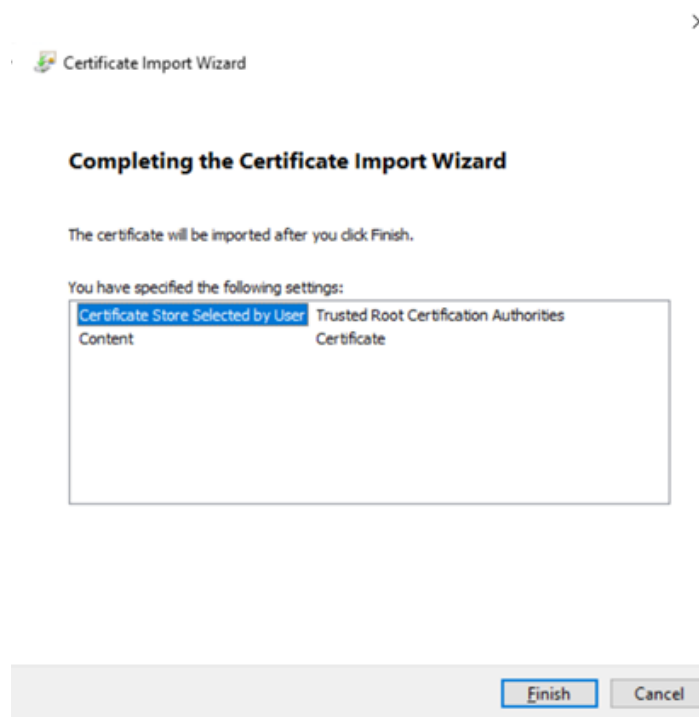 Certificate Import Wizard
Completing the Certificate Import Wizard
The certificate will be imported after you click Finish.
You have specified the following settings:
Certificate Store Selected by User Trusted Root Certification Authorities
Content Certificate
Finish Cancel